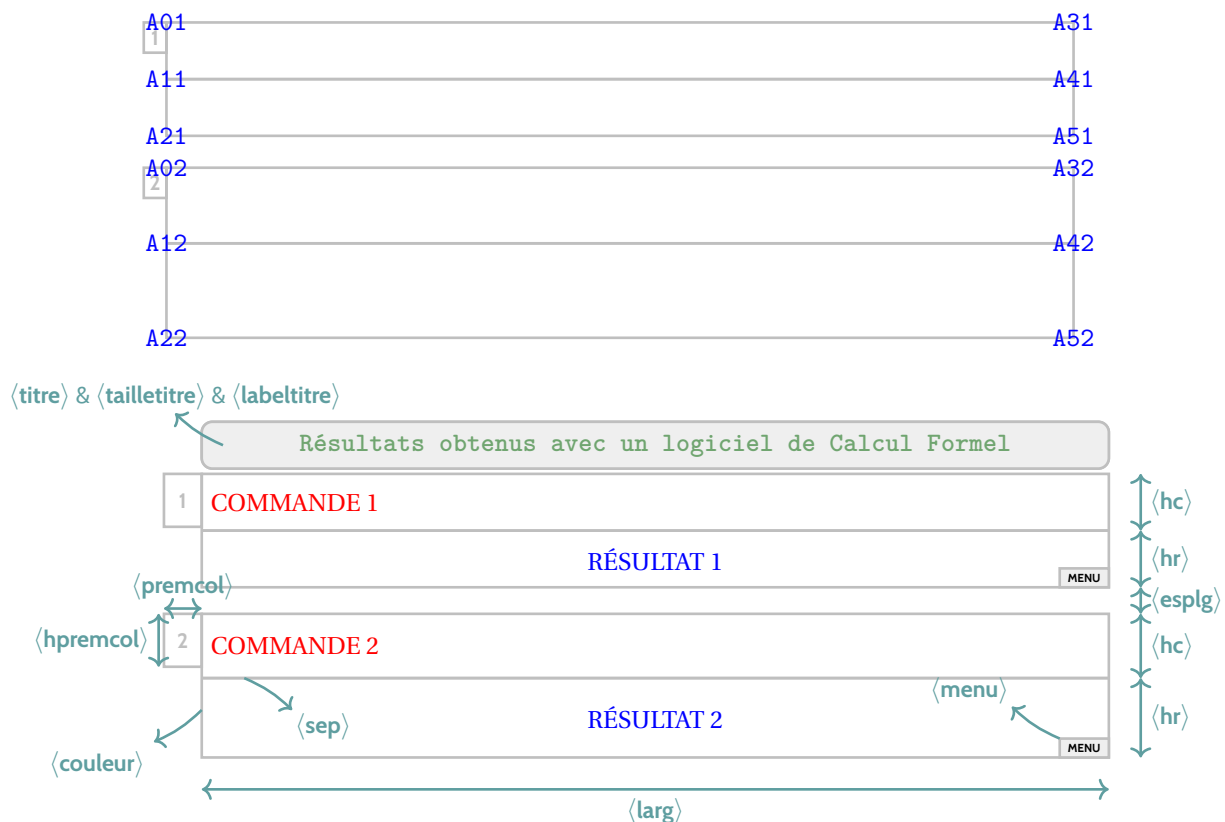 A01 A31
1
A11 A41
A21 A51
A02 A32
2
A12 A42
A22 A52
⟨titre⟩ & ⟨tailletitre⟩ & ⟨labeltitre⟩
Résultats obtenus avec un logiciel de Calcul Formel
1 COMMANDE 1 ⟨hc⟩
RÉSULTAT 1 ⟨hr⟩
MENU
⟨premcol⟩
⟨esplg⟩
⟨hpremcol⟩ 2 COMMANDE 2 ⟨hc⟩
⟨menu⟩
⟨sep⟩ RÉSULTAT 2 ⟨hr⟩
MENU
⟨couleur⟩
⟨larg⟩